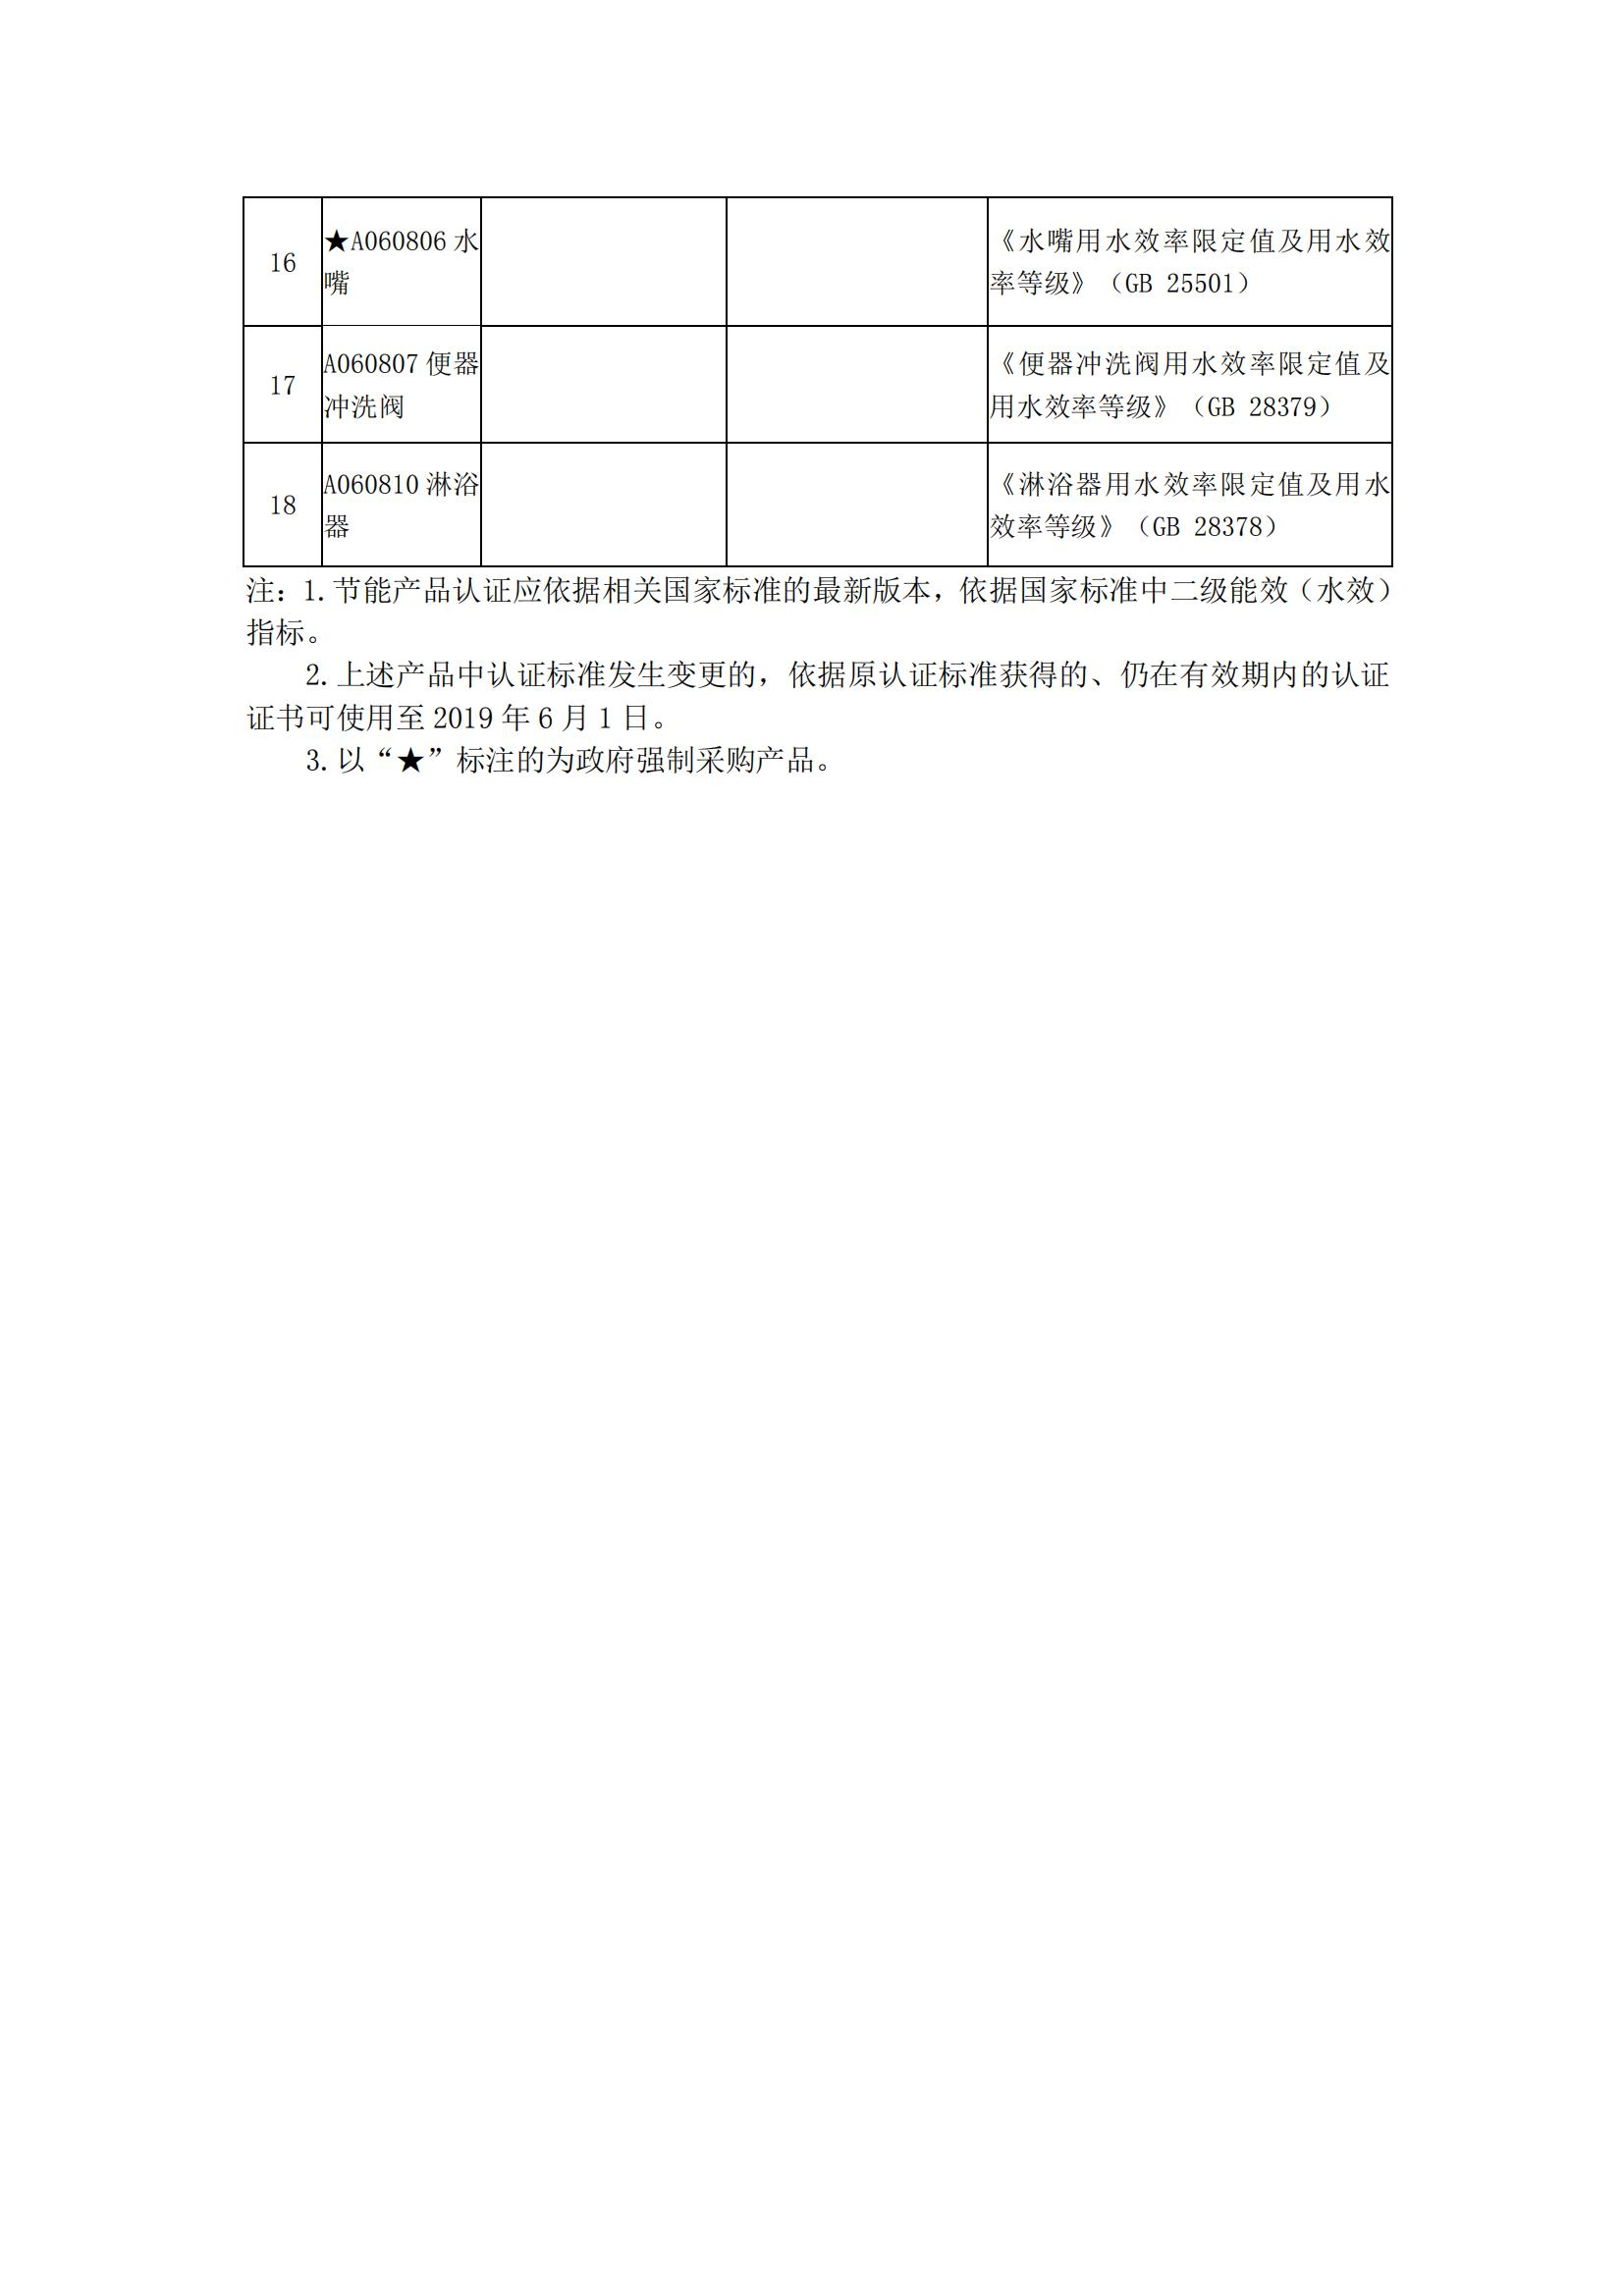 16
★A060806 水
嘴
《水嘴用水效率限定值及用水效
率等级》（GB 25501）
17
A060807 便器
冲洗阀
《便器冲洗阀用水效率限定值及
用水效率等级》（GB 28379）
18
A060810 淋浴
器
《淋浴器用水效率限定值及用水
效率等级》（GB 28378）
注：1.节能产品认证应依据相关国家标准的最新版本，依据国家标准中二级能效（水效）
指标。
2.上述产品中认证标准发生变更的，依据原认证标准获得的、仍在有效期内的认证
证书可使用至 2019 年 6 月 1 日。
3.以“★”标注的为政府强制采购产品。